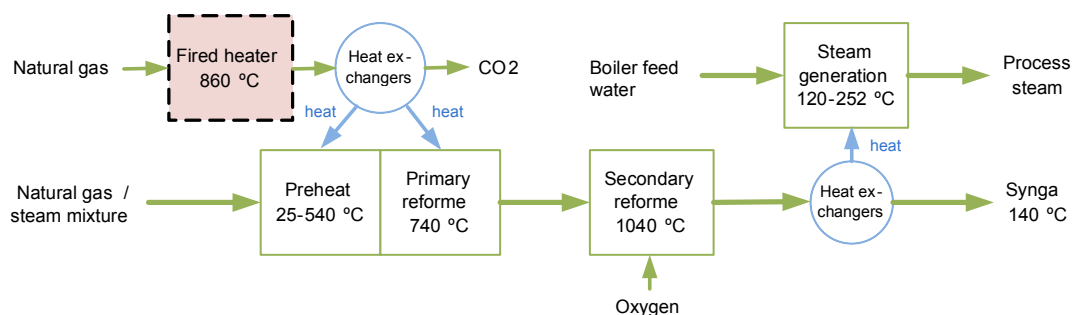 Natural gas
Fired heater
860 ºC
Heat ex-
changers
CO2
heat
heat
Boiler feed
water
Steam
generation
120-252 ºC
Process
steam
heat
Natural gas /
steam mixture
Preheat
25-540 ºC
Primary
reforme
740 ºC
Secondary
reforme
1040 ºC
Heat ex-
changers
Synga
140 ºC
Oxygen